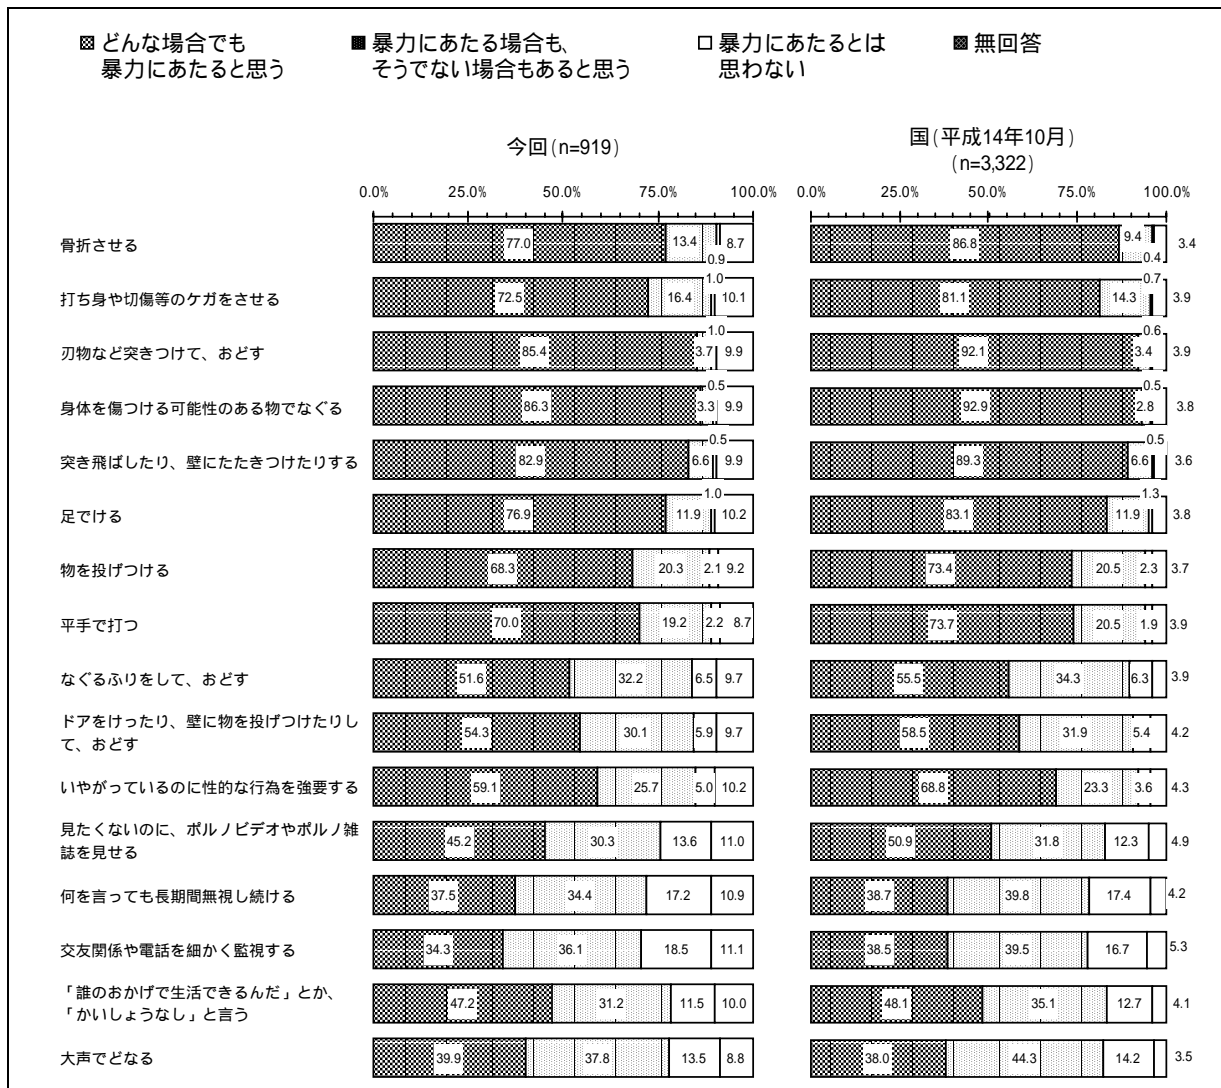 どんな場合でも
暴力にあたると思う
暴力にあたる場合も、
そうでない場合もあると思う
暴力にあたるとは
思わない
無回答
今回(n=919)
国(平成14年10月)
(n=3,322)
0.0% 25.0% 50.0% 75.0% 100.0% 0.0% 25.0% 50.0% 75.0% 100.0%
骨折させる 77.0 13.4 0.9 8.7 86.8 9.4 0.4 3.4
打ち身や切傷等のケガをさせる 72.5 16.4 1.0 10.1 81.1 14.3 0.7 3.9
刃物など突きつけて、おどす 85.4 3.7 1.0 9.9 92.1 3.4 0.6 3.9
身体を傷つける可能性のある物でなぐる 86.3 3.3 0.5 9.9 92.9 2.8 0.5 3.8
突き飛ばしたり、壁にたたきつけたりする 82.9 6.6 0.5 9.9 89.3 6.6 0.5 3.6
足でける 76.9 11.9 1.0 10.2 83.1 11.9 1.3 3.8
物を投げつける 68.3 20.3 2.1 9.2 73.4 20.5 2.3 3.7
平手で打つ 70.0 19.2 2.2 8.7 73.7 20.5 1.9 3.9
なぐるふりをして、おどす 51.6 32.2 6.5 9.7 55.5 34.3 6.3 3.9
ドアをけったり、壁に物を投げつけたりし
て、おどす 54.3 30.1 5.9 9.7 58.5 31.9 5.4 4.2
いやがっているのに性的な行為を強要する 59.1 25.7 5.0 10.2 68.8 23.3 3.6 4.3
見たくないのに、ポルノビデオやポルノ雑
誌を見せる 45.2 30.3 13.6 11.0 50.9 31.8 12.3 4.9
何を言っても長期間無視し続ける 37.5 34.4 17.2 10.9 38.7 39.8 17.4 4.2
交友関係や電話を細かく監視する 34.3 36.1 18.5 11.1 38.5 39.5 16.7 5.3
「誰のおかげで生活できるんだ」とか、
「かいしょうなし」と言う 47.2 31.2 11.5 10.0 48.1 35.1 12.7 4.1
大声でどなる 39.9 37.8 13.5 8.8 38.0 44.3 14.2 3.5